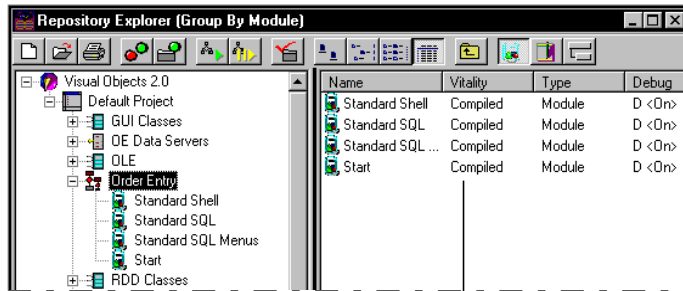 Repository Explorer (Group By Module)
Visual Objects 2.0
Default Project
GUI Classes
OE Data Servers
OLE
Order Entry
Standard Shell
Standard SQL
Standard SQL Menus
Start
RDD Classes
Name Vitality Type Debug
Standard Shell Compiled Module D <On>
Standard SQL Compiled Module D <On>
Standard SQL ... Compiled Module D <On>
Start Compiled Module D <On>